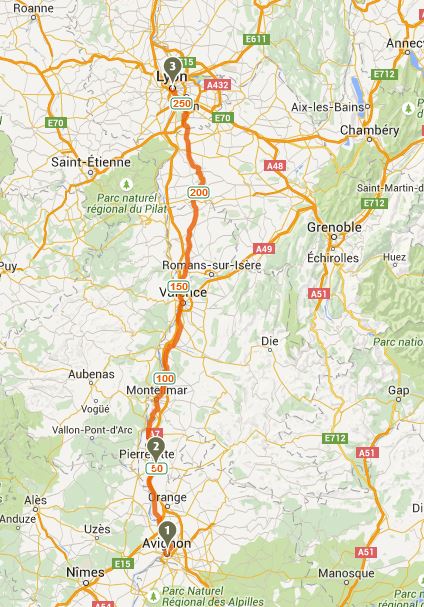 Roanne
E611
Annecy
3
E15
Lyon
A432
E712
250
Aix-les-Bains
E70
E712
E70
Chambéry
Saint-Étienne
A48
Parc naturel
régional du Pilat
200
Saint-Martin-d
E712
Grenoble
A49
Échirolles
Huez
Puy
Romans-sur-Isère
150
Valence
A51
Die
Parc natio
100
Aubenas
Montélimar
Gap
Vogüé
Vallon-Pont-d'Arc
A7
E712
2
Pierrelatte
A51
50
Alès
Orange
Anduze
Uzès
1
Avignon
A51
E15
Nîmes
Manosque
Parc Naturel
Régional des Alpilles
A54